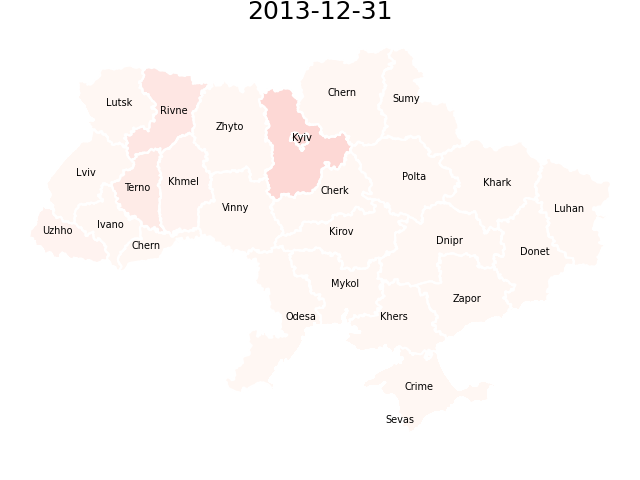 2013-12-31
Chern
Lutsk
Sumy
Rivne
Zhyto
Kyiv
Lviv
Polta
Khmel
Khark
Terno
Cherk
Vinny
Luhan
Ivano
Uzhho
Kirov
Dnipr
Chern
Donet
Mykol
Zapor
Odesa
Khers
Crime
Sevas